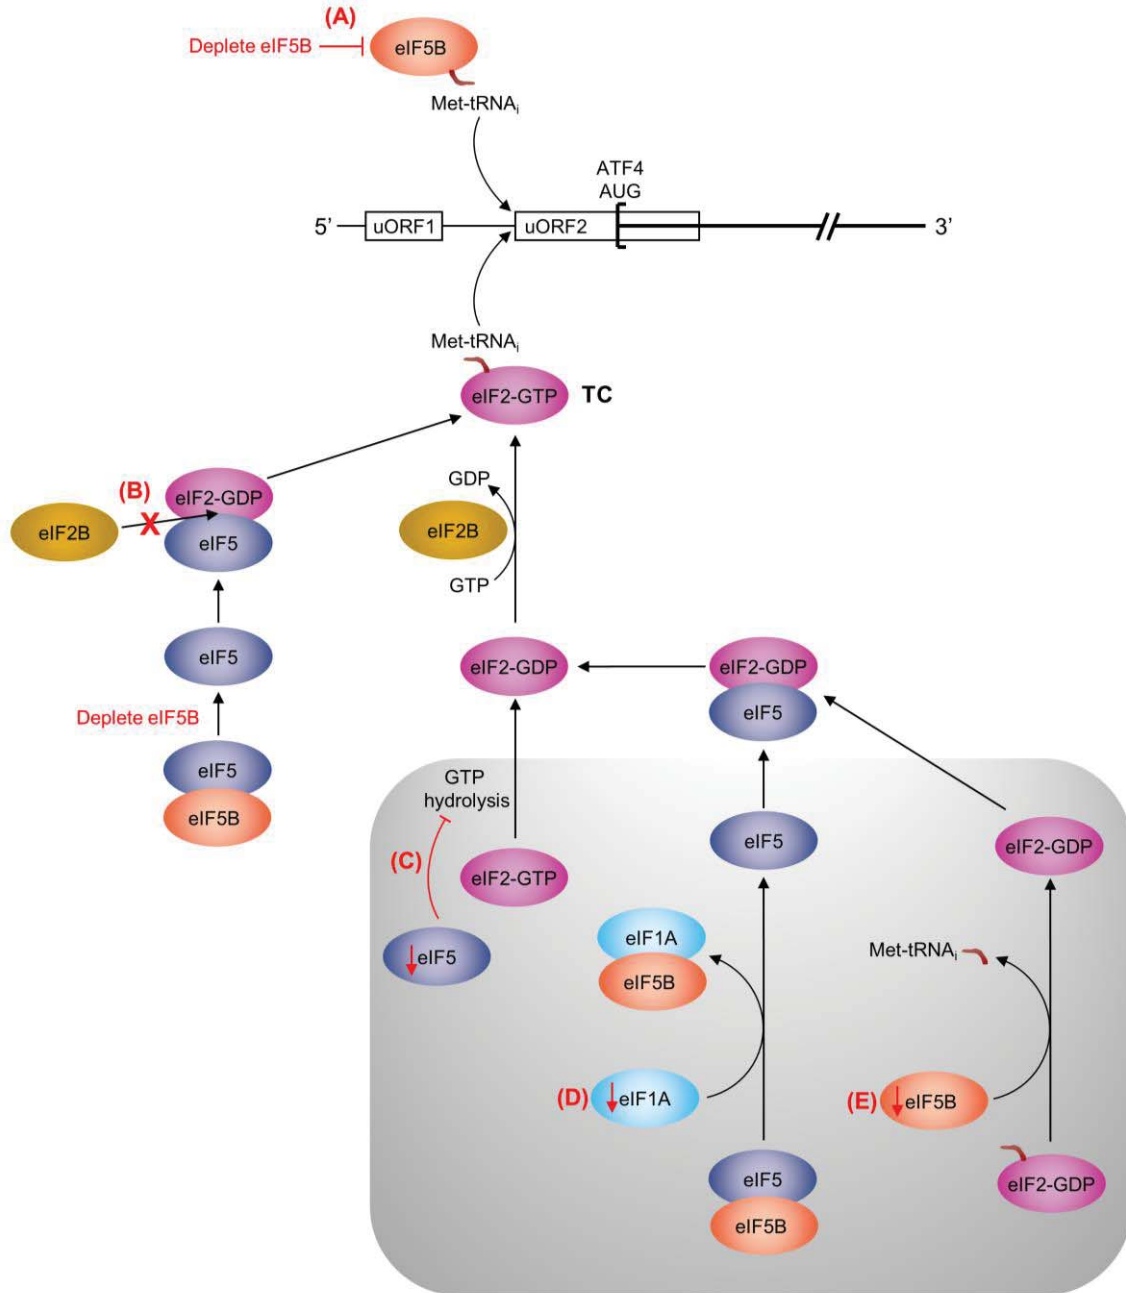 (A)
Deplete eIF5B
eIF5B
Met-tRNAi
ATF4
AUG
5’
uORF1
uORF2
3’
Met-tRNAi
eIF2-GTP
TC
(B)
eIF2-GDP
eIF2B
X
eIF5
GDP
eIF2B
GTP
eIF5
Deplete eIF5B
eIF5
eIF5B
eIF2-GDP
eIF2-GDP
eIF5
GTP
hydrolysis
(C)
eIF2-GTP
eIF5
eIF5
eIF2-GDP
eIF1A
eIF5B
Met-tRNAi
(D)
eIF1A
(E)
eIF5B
eIF5
eIF5B
eIF2-GDP